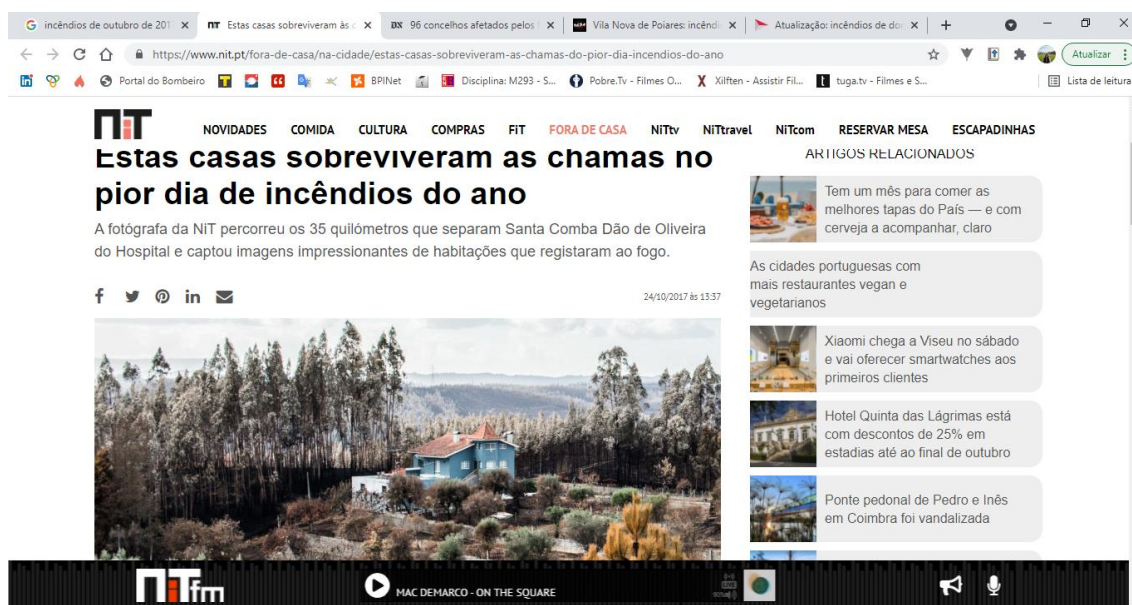 incêndios de outubro de 201
Estas casas sobreviveram às c
96 concelhos afetados pelos
Vila Nova de Poiares: incêndi
Atualização: incêndios de do
https://www.nit.pt/fora-de-casa/na-cidade/estas-casas-sobreviveram-as-chamas-do-pior-dia-incendios-do-ano
Atualizar
Portal do Bombeiro
BPINet
Disciplina: M293 - S...
Pobre.Tv - Filmes O...
Xilften - Assistir Fil...
tuga.tv - Filmes e S...
Lista de leitura
NiT
NOVIDADES COMIDA CULTURA COMPRAS FiT FORA DE CASA NiTtv NiTtravel NiTcom RESERVAR MESA ESCAPADINHAS
Estas casas sobreviveram às chamas no
pior dia de incêndios do ano
A fotógrafa da NiT percorreu os 35 quilómetros que separam Santa Comba Dão de Oliveira
do Hospital e captou imagens impressionantes de habitações que registaram ao fogo.
24/10/2017 às 13:37
ARTIGOS RELACIONADOS
Tem um mês para comer as
melhores tapas do País — e com
cerveja a acompanhar, claro
As cidades portuguesas com
mais restaurantes vegan e
vegetarianos
Xiaomi chega a Viseu no sábado
e vai oferecer smartwatches aos
primeiros clientes
Hotel Quinta das Lágrimas está
com descontos de 25% em
estadias até ao final de outubro
Ponte pedonal de Pedro e Inês
em Coimbra foi vandalizada
NiTfm
MAC DEMARCO - ON THE SQUARE